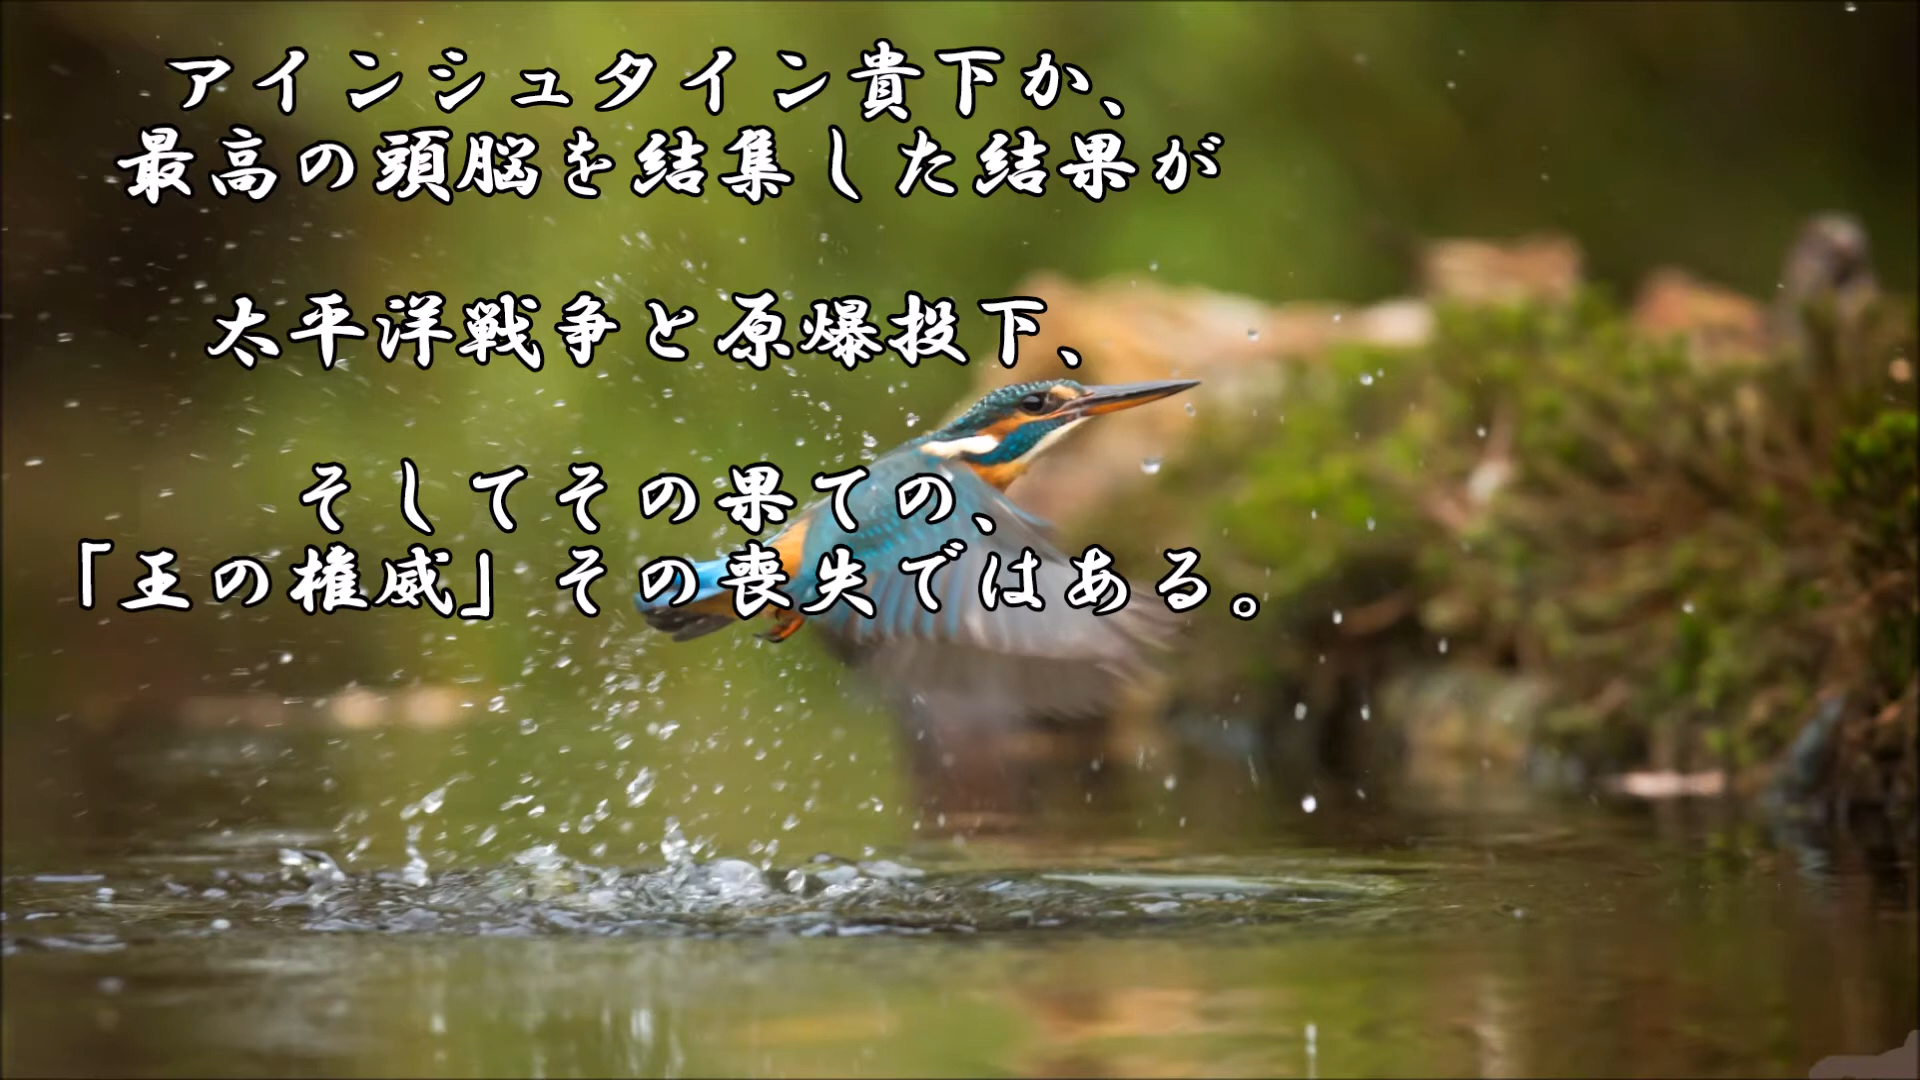 アインシュタイン貴下か、
最高の頭脳を結集した結果が
太平洋戦争と原爆投下、
そしてその果ての、
「王の権威」その喪失ではある。